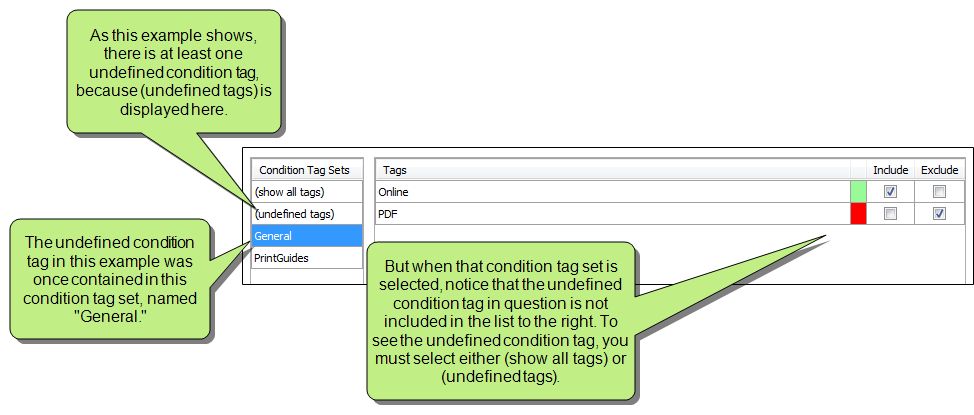 As this example shows,
there is at least one
undefined condition tag,
because (undefined tags) is
displayed here.
Condition Tag Sets
Tags
Include
Exclude
(show all tags)
Online
(undefined tags)
PDF
General
PrintGuides
The undefined condition
tag in this example was
once contained in this
condition tag set, named
"General."
But when that condition tag set is
selected, notice that the undefined
condition tag in question is not
included in the list to the right. To
see the undefined condition tag, you
must select either (show all tags) or
(undefined tags).